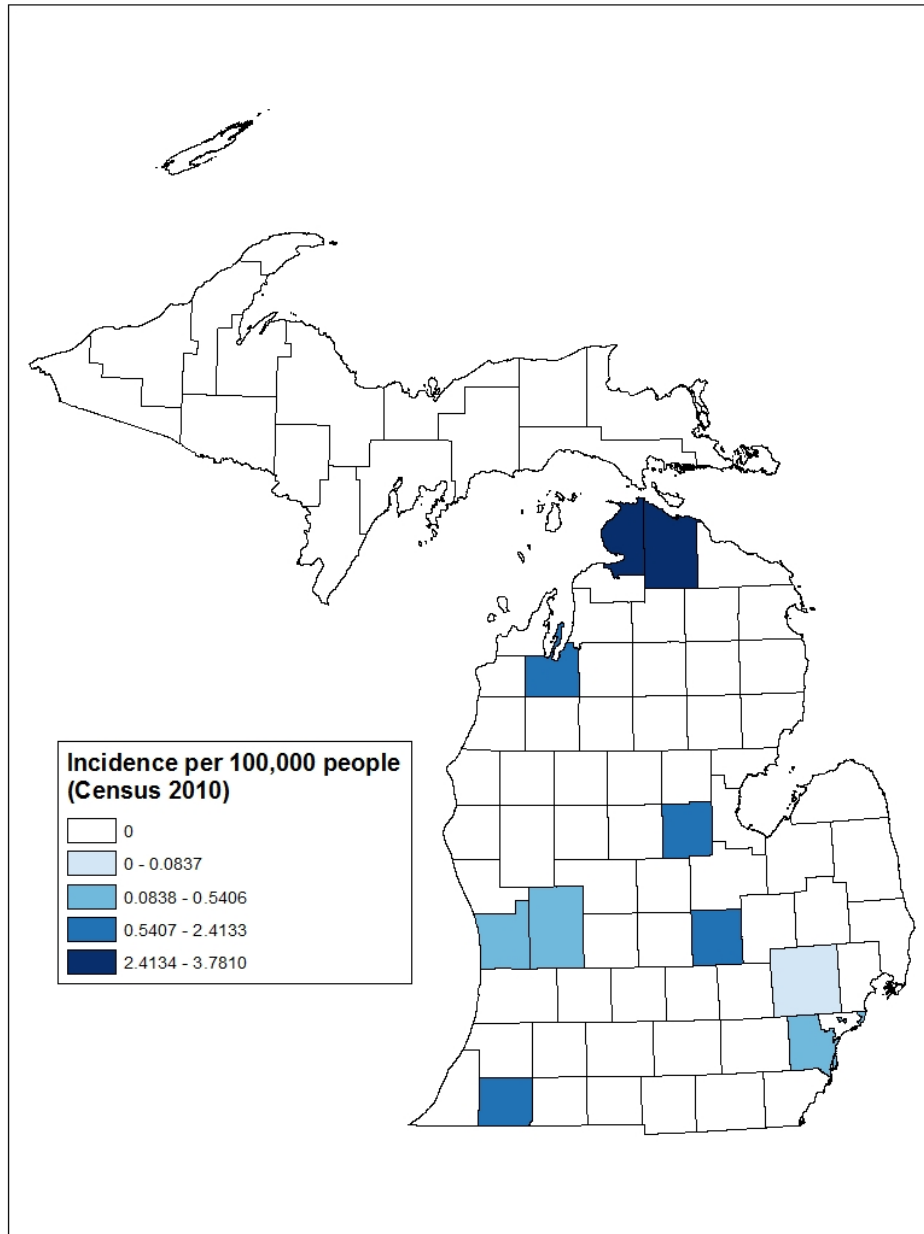 Incidence per 100,000 people
(Census 2010)
0
0 - 0.0837
0.0838 - 0.5406
0.5407 - 2.4133
2.4134 - 3.7810